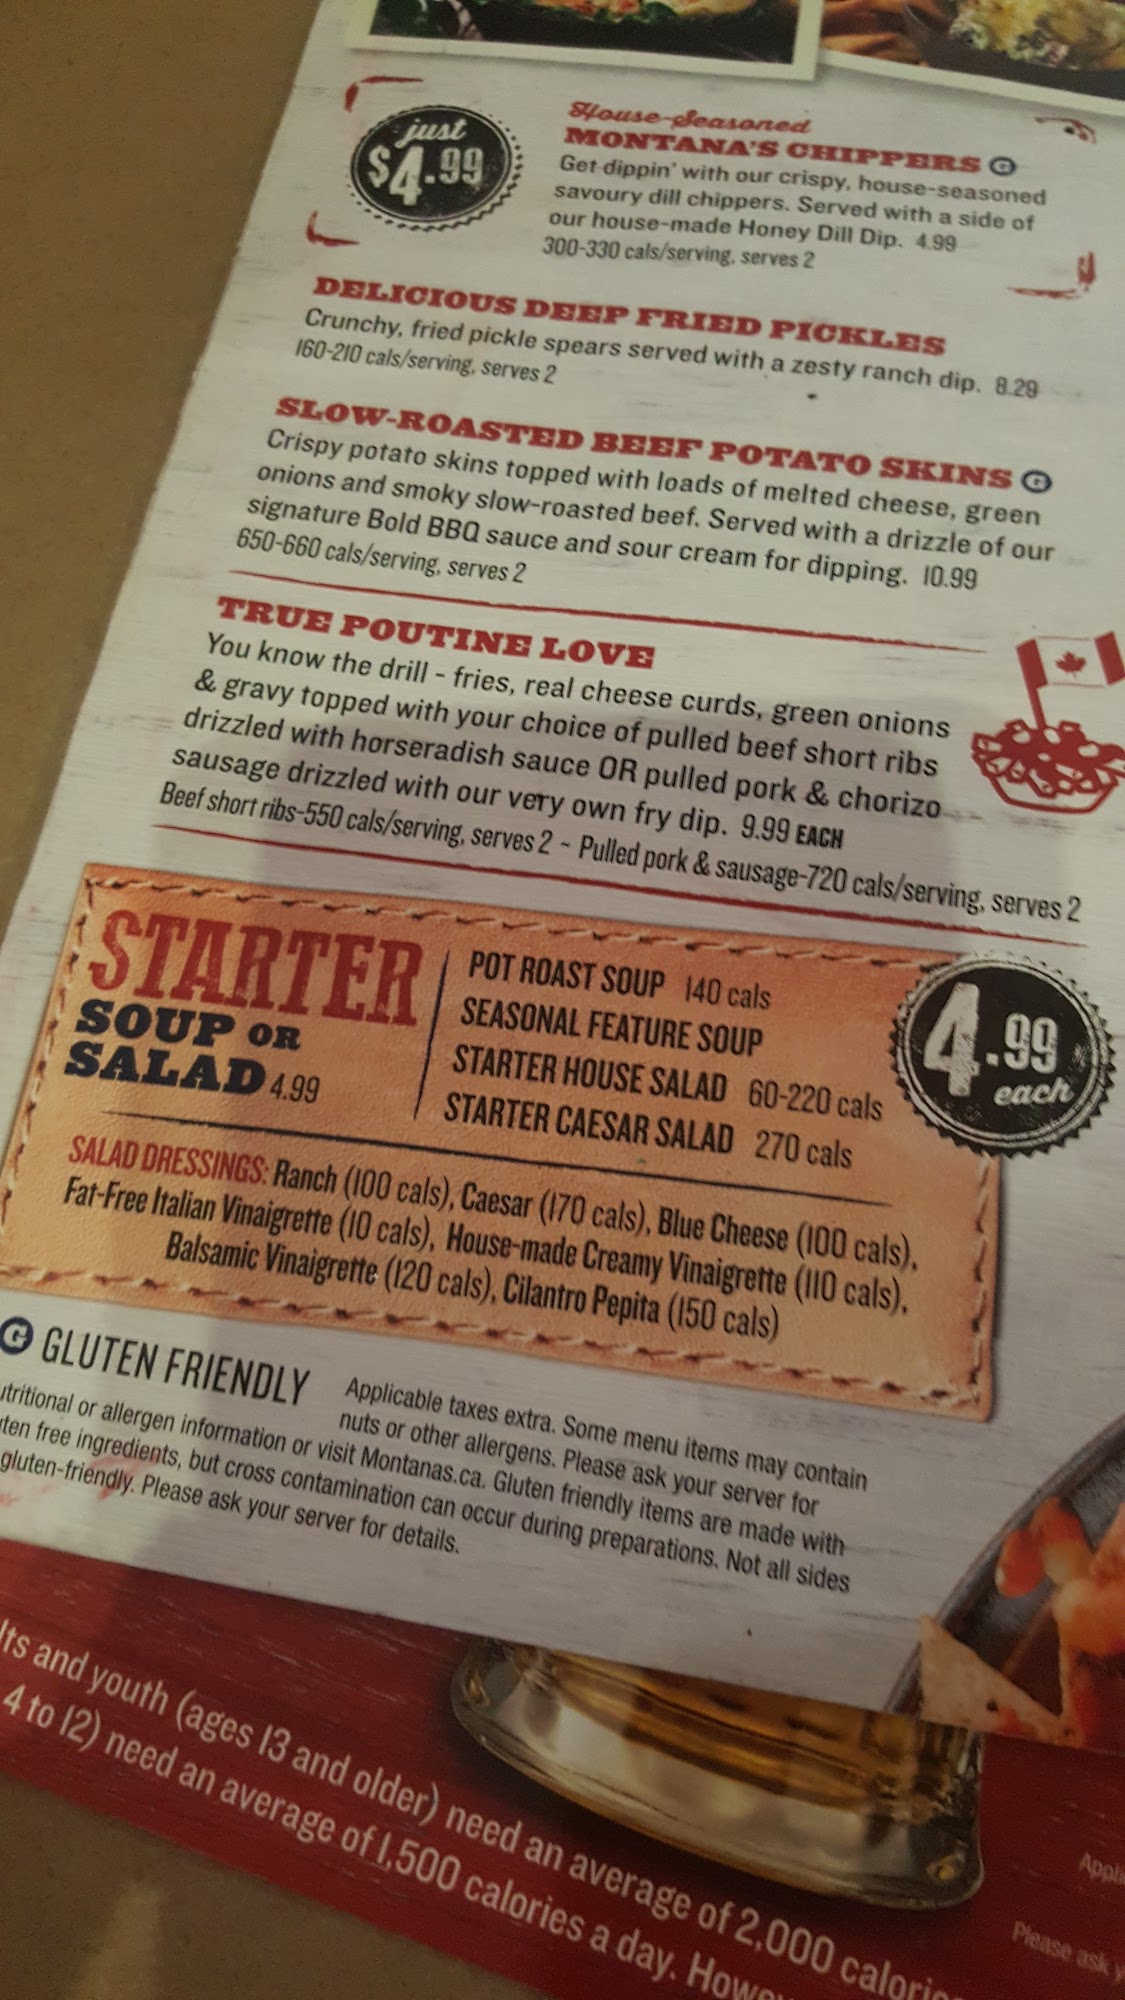 just
$4.99
House-Seasoned
MONTANA'S CHIPPERS G
Get dippin' with our crispy, house-seasoned
savoury dill chippers. Served with a side of
our house-made Honey Dill Dip. 4.99
300-330 cals/serving, serves 2
DELICIOUS DEEP FRIED PICKLES
Crunchy, fried pickle spears served with a zesty ranch dip. 8.29
160-210 cals/serving, serves 2
SLOW-ROASTED BEEF POTATO SKINS G
Crispy potato skins topped with loads of melted cheese, green
onions and smoky slow-roasted beef. Served with a drizzle of our
signature Bold BBQ sauce and sour cream for dipping. 10.99
650-660 cals/serving, serves 2
TRUE POUTINE LOVE
You know the drill - fries, real cheese curds, green onions
& gravy topped with your choice of pulled beef short ribs
drizzled with horseradish sauce OR pulled pork & chorizo
sausage drizzled with our very own fry dip. 9.99 EACH
Beef short ribs-550 cals/serving, serves 2 ~ Pulled pork & sausage-720 cals/serving, serves 2
STARTER
SOUP OR
SALAD 4.99
POT ROAST SOUP 140 cals
SEASONAL FEATURE SOUP
STARTER HOUSE SALAD 60-220 cals
STARTER CAESAR SALAD 270 cals
4.99
each
SALAD DRESSINGS: Ranch (100 cals), Caesar (170 cals), Blue Cheese (100 cals),
Fat-Free Italian Vinaigrette (10 cals), House-made Creamy Vinaigrette (110 cals),
Balsamic Vinaigrette (120 cals), Cilantro Pepita (150 cals)
G GLUTEN FRIENDLY
Applicable taxes extra. Some menu items may contain
nuts or other allergens. Please ask your server for
utritional or allergen information or visit Montanas.ca. Gluten friendly items are made with
ten free ingredients, but cross contamination can occur during preparations. Not all sides
gluten-friendly. Please ask your server for details.
lts and youth (ages 13 and older) need an average of 2,000 calorie
4 to 12) need an average of 1,500 calories a day. Howev
Appli
Please ask y